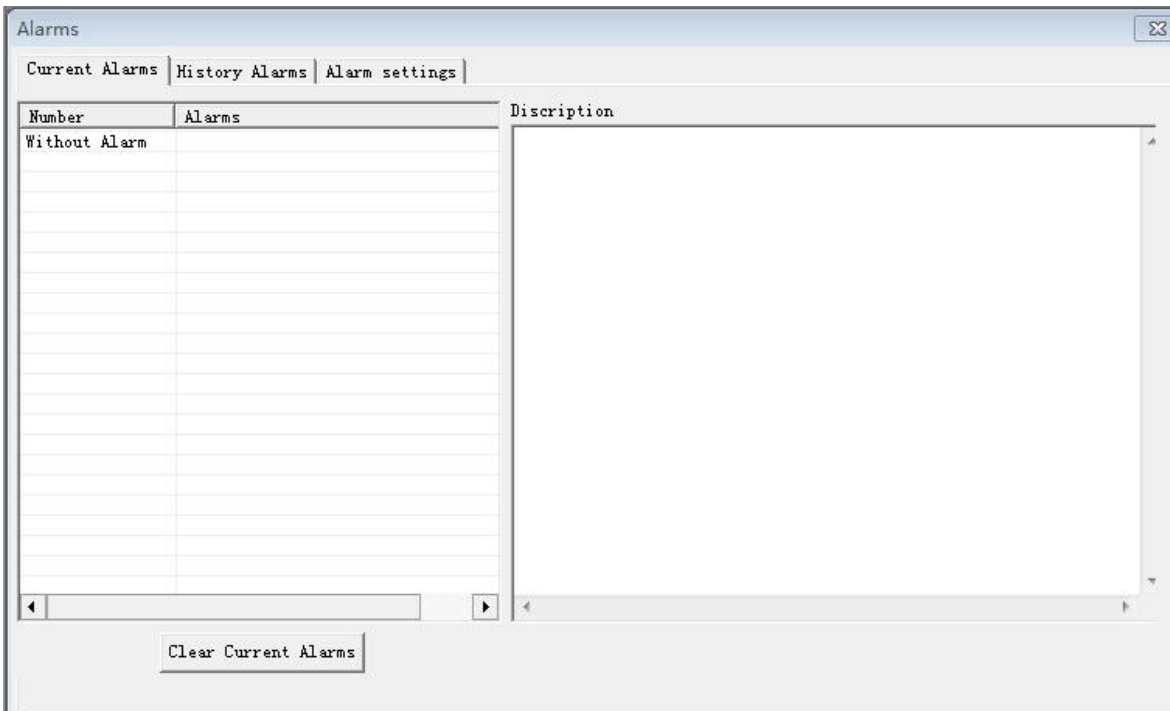 Alarms
Current Alarms History Alarms Alarm settings
Number Alarms
Discription
Without Alarm
Clear Current Alarms